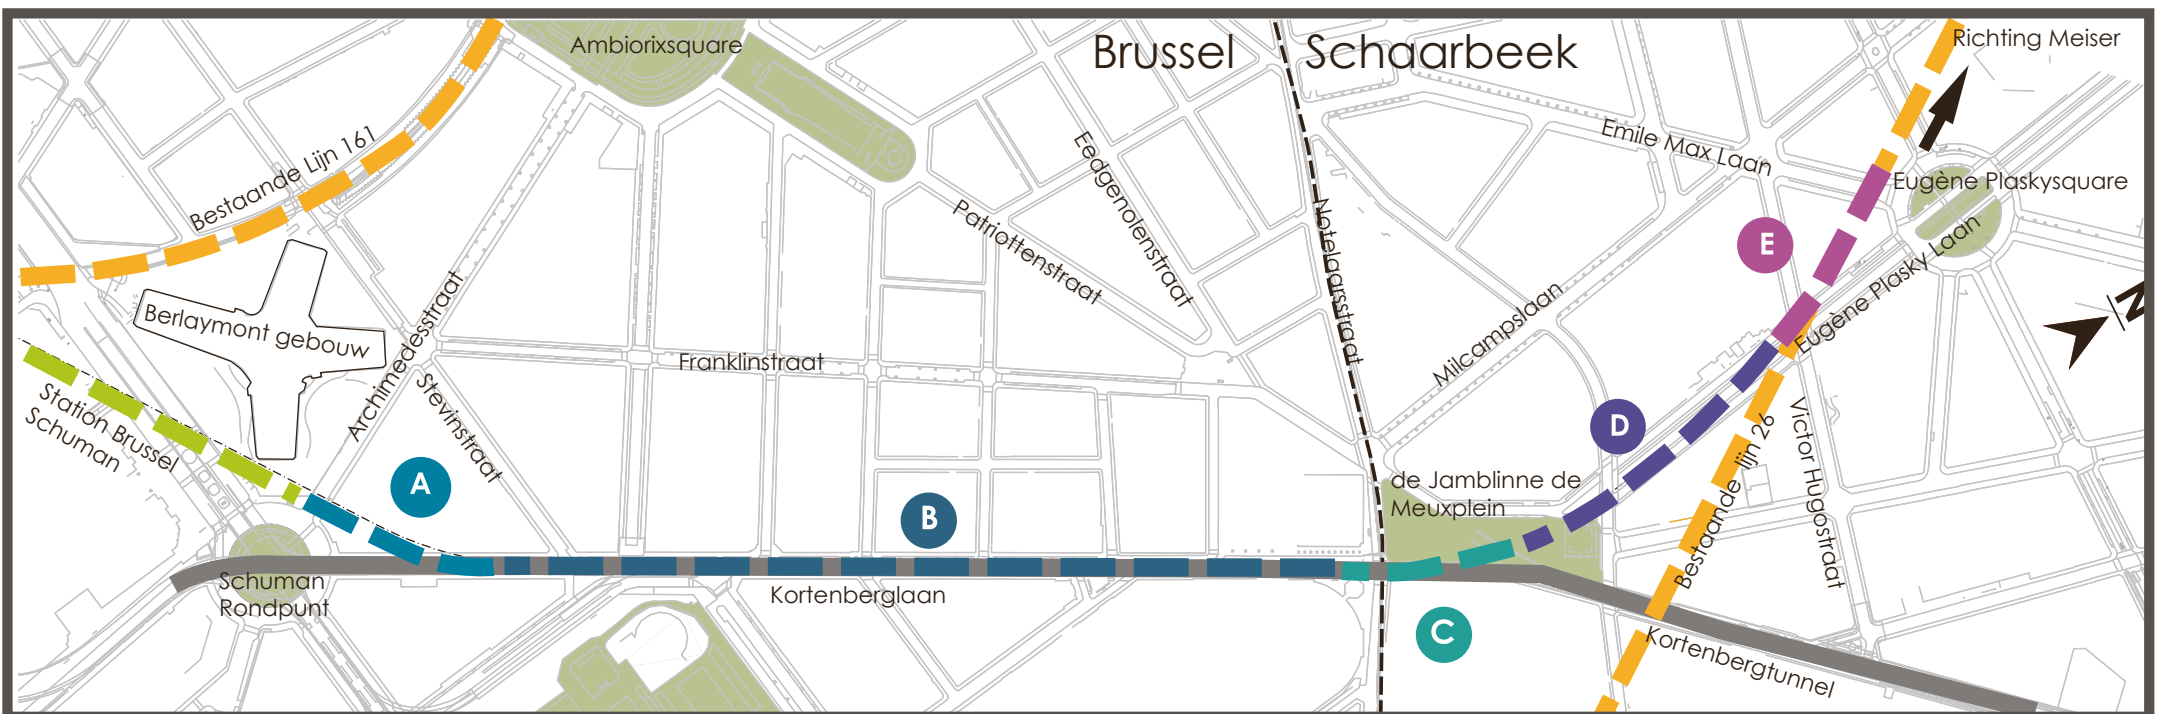 Ambiorixsquare
Brussel
Schaarbeek
Richting Meiser
Bestaande Lijn 161
Emile Max Laan
Eugène Plaskysquare
Eedgenotenstraat
Patriottenstraat
Notelaarsstraat
E
Eugène Plasky Laan
N
Berlaymont gebouw
Archimedesstraat
Franklinstraat
Milcampslaan
Station Brussel
Schuman
Stevinstraat
A
B
D
de Jamblinne de
Meuxplein
Bestaande lijn 26
Victor Hugostraat
Schuman
Rondpunt
Kortenberglaan
C
Kortenbergtunnel